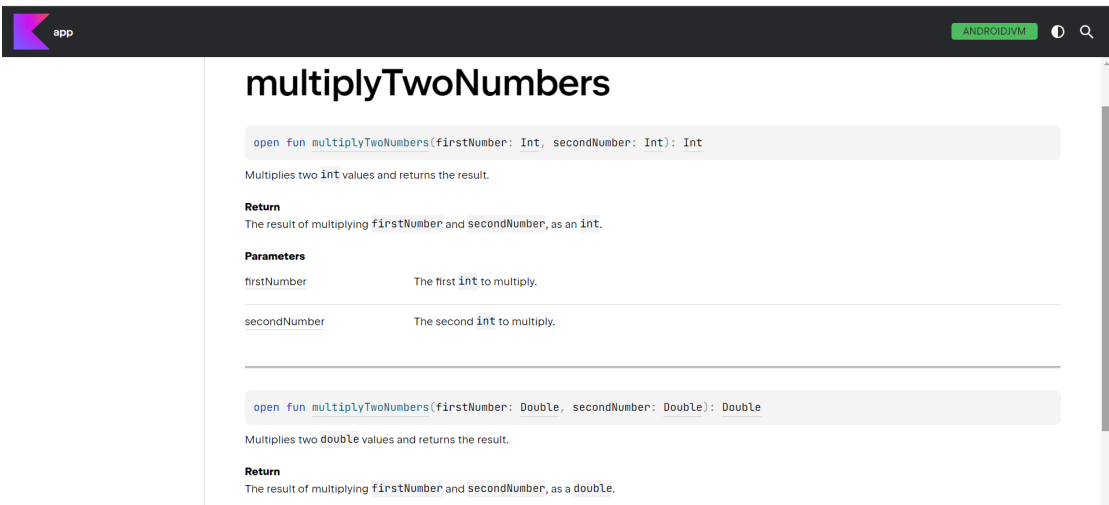 app
ANDROIDJVM
multiplyTwoNumbers
open fun multiplyTwoNumbers(firstNumber: Int, secondNumber: Int): Int
Multiplies two int values and returns the result.
Return
The result of multiplying firstNumber and secondNumber, as an int.
Parameters
firstNumber The first int to multiply.
secondNumber The second int to multiply.
open fun multiplyTwoNumbers(firstNumber: Double, secondNumber: Double): Double
Multiplies two double values and returns the result.
Return
The result of multiplying firstNumber and secondNumber, as a double.